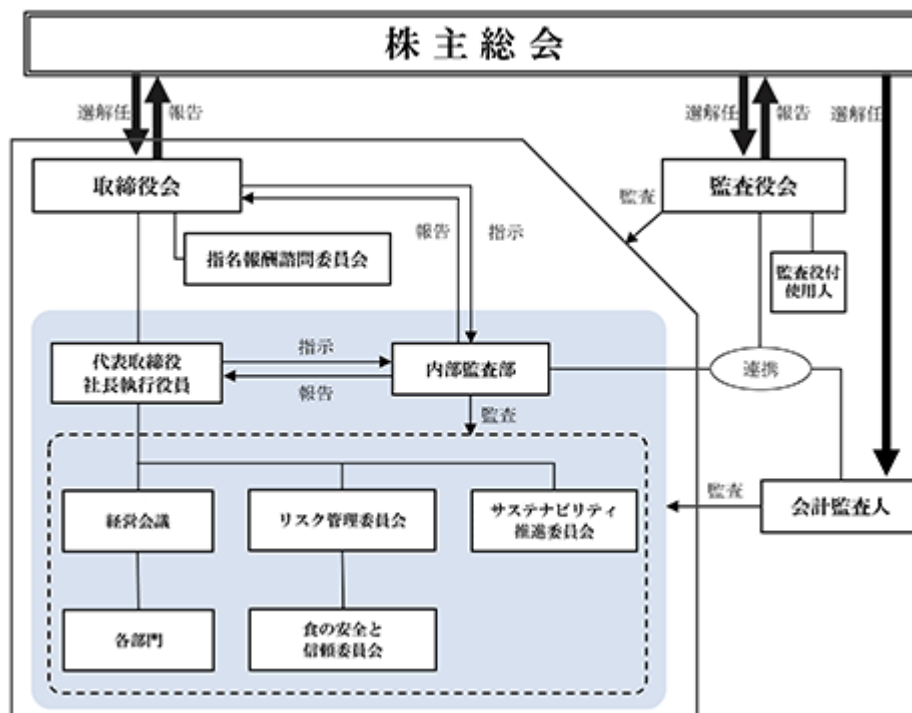 株主総会
選解任
報告
選解任
報告
選解任
取締役会
監査役会
監査
指名報酬諮問委員会
報告
指示
監査役付
使用人
代表取締役
社長執行役員
指示
報告
内部監査部
連携
監査
経営会議
リスク管理委員会
サステナビリティ
推進委員会
監査
会計監査人
各部門
食の安全と
信頼委員会